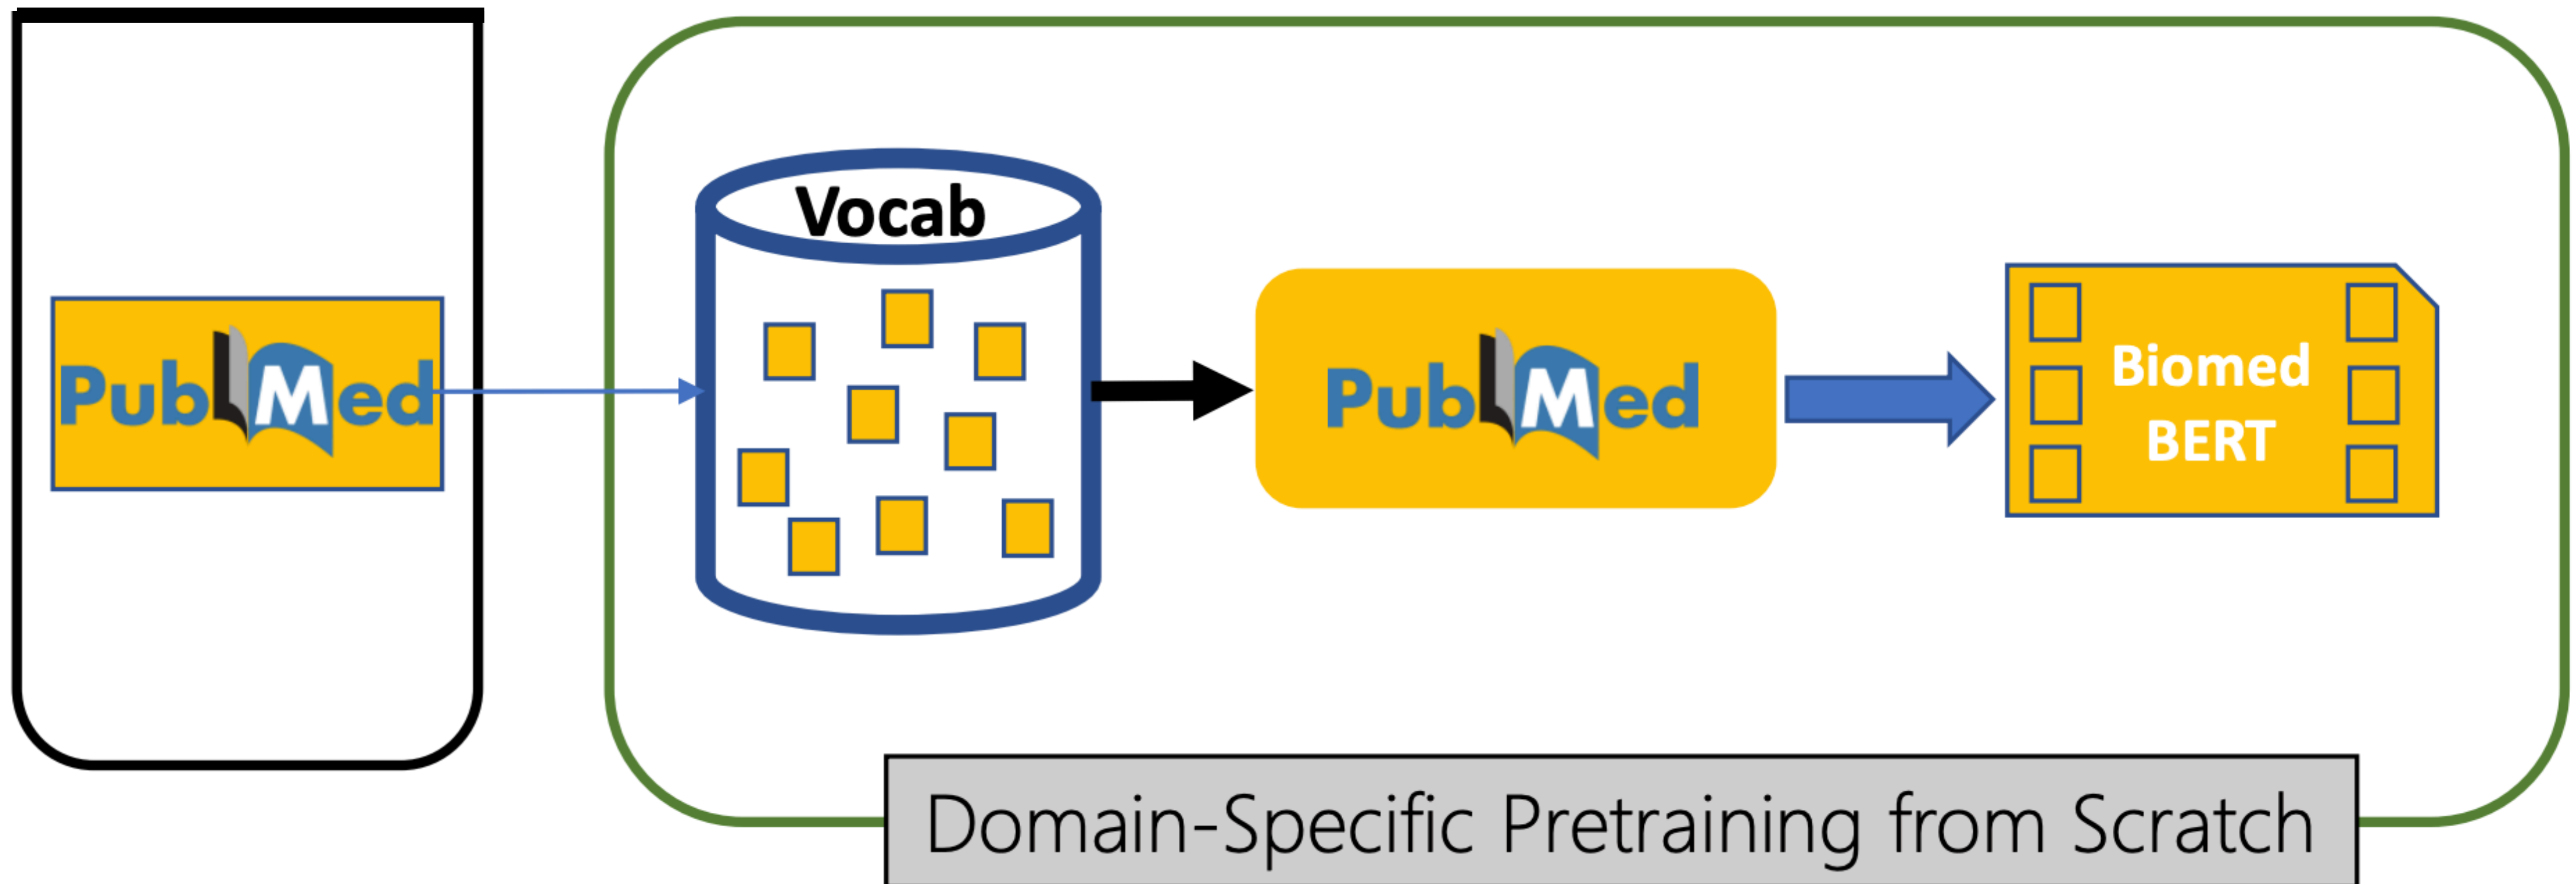 PubMed
Vocab
PubMed
Biomed
BERT
Domain-Specific Pretraining from Scratch